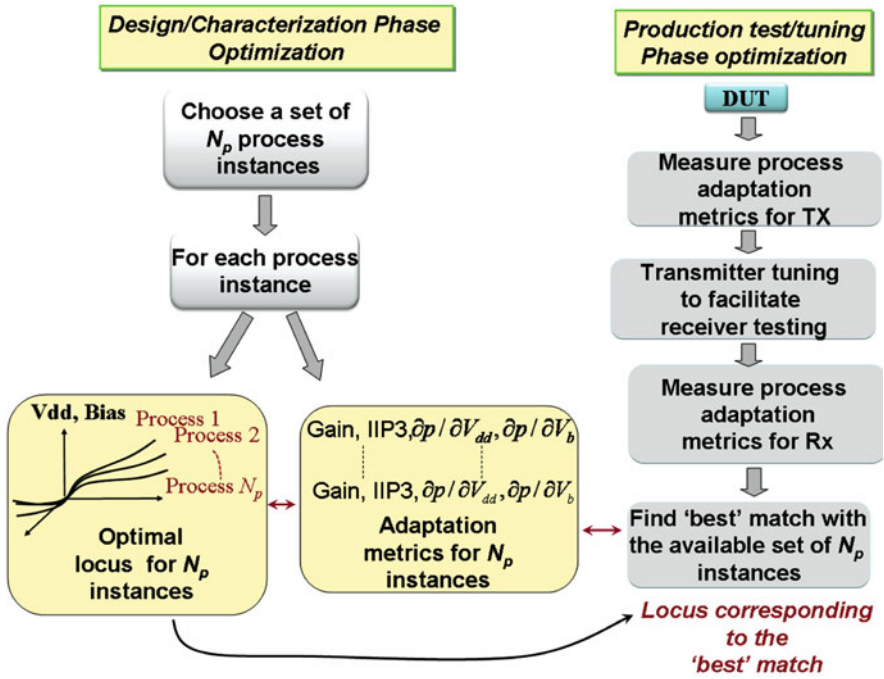 Design/Characterization Phase
Optimization
Choose a set of
Np process
instances
For each process
instance
Vdd, Bias
Process 1
Process 2
Process Np
Optimal
locus for Np
instances
Gain, IIP3,∂p/∂Vdd,∂p/∂Vb
Gain, IIP3,∂p/∂Vdd,∂p/∂Vb
Adaptation
metrics for Np
instances
Production test/tuning
Phase optimization
DUT
Measure process
adaptation
metrics for TX
Transmitter tuning
to facilitate
receiver testing
Measure process
adaptation
metrics for Rx
Find ‘best’ match with
the available set of Np
instances
Locus corresponding
to the
‘best’ match